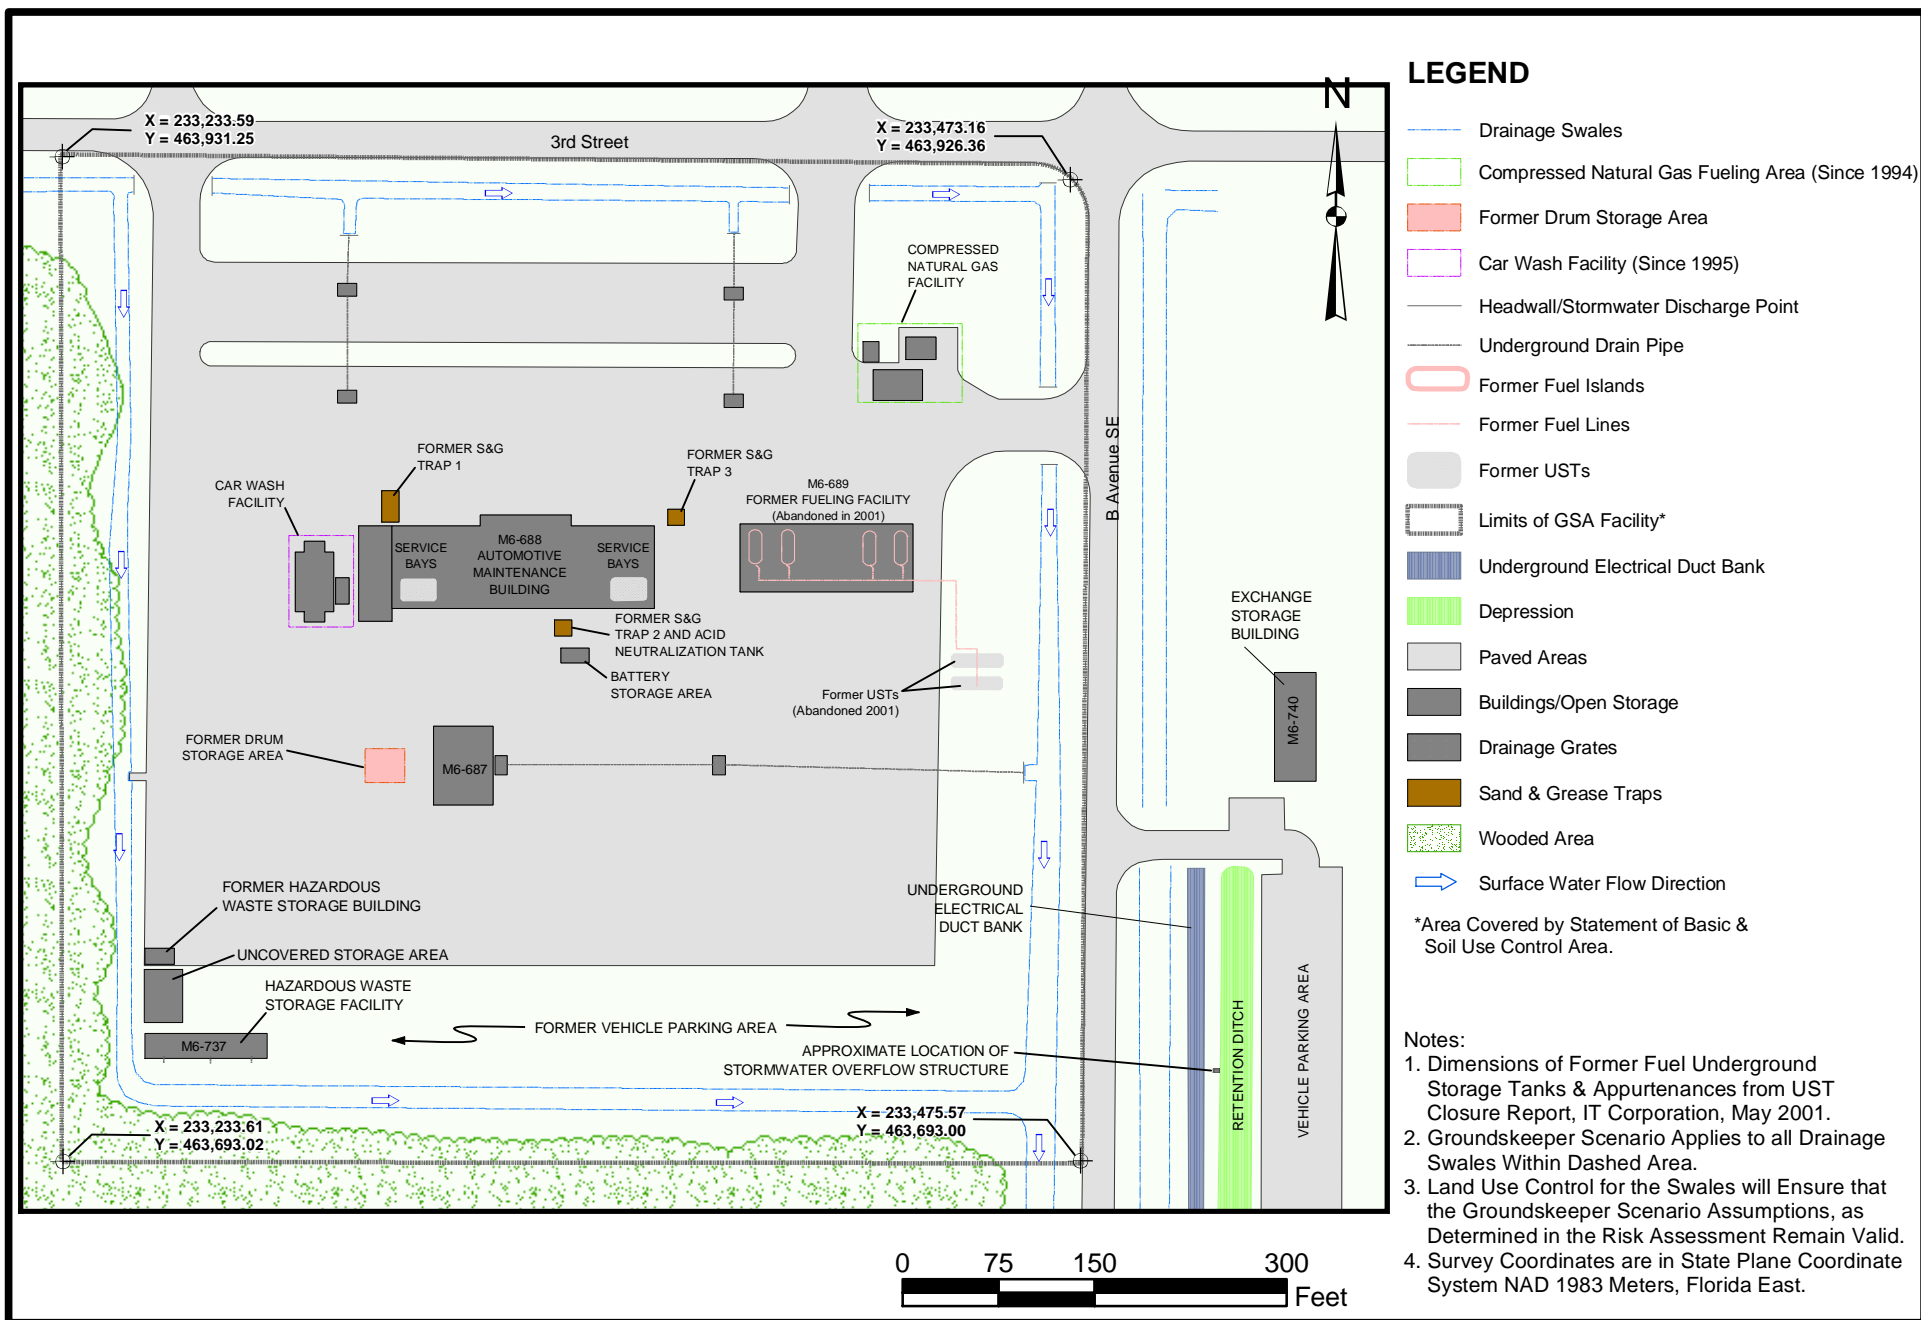 X = 233,233.59
Y = 463,931.25
3rd Street
X = 233,473.16
Y = 463,926.36
N
COMPRESSED
NATURAL GAS
FACILITY
B Avenue SE
FORMER S&G
TRAP 1
FORMER S&G
TRAP 3
CAR WASH
FACILITY
M6-689
FORMER FUELING FACILITY
(Abandoned in 2001)
SERVICE
BAYS
M6-688
AUTOMOTIVE
MAINTENANCE
BUILDING
SERVICE
BAYS
FORMER S&G
TRAP 2 AND ACID
NEUTRALIZATION TANK
BATTERY
STORAGE AREA
Former USTs
(Abandoned 2001)
EXCHANGE
STORAGE
BUILDING
M6-740
FORMER DRUM
STORAGE AREA
M6-687
FORMER HAZARDOUS
WASTE STORAGE BUILDING
UNCOVERED STORAGE AREA
HAZARDOUS WASTE
STORAGE FACILITY
M6-737
FORMER VEHICLE PARKING AREA
UNDERGROUND
ELECTRICAL
DUCT BANK
APPROXIMATE LOCATION OF
STORMWATER OVERFLOW STRUCTURE
RETENTION DITCH
VEHICLE PARKING AREA
X = 233,233.61
Y = 463,693.02
X = 233,475.57
Y = 463,693.00
0 75 150 300
Feet
LEGEND
Drainage Swales
Compressed Natural Gas Fueling Area (Since 1994)
Former Drum Storage Area
Car Wash Facility (Since 1995)
Headwall/Stormwater Discharge Point
Underground Drain Pipe
Former Fuel Islands
Former Fuel Lines
Former USTs
Limits of GSA Facility*
Underground Electrical Duct Bank
Depression
Paved Areas
Buildings/Open Storage
Drainage Grates
Sand & Grease Traps
Wooded Area
Surface Water Flow Direction
*Area Covered by Statement of Basic &
Soil Use Control Area.
Notes:
1. Dimensions of Former Fuel Underground
Storage Tanks & Appurtenances from UST
Closure Report, IT Corporation, May 2001.
2. Groundskeeper Scenario Applies to all Drainage
Swales Within Dashed Area.
3. Land Use Control for the Swales will Ensure that
the Groundskeeper Scenario Assumptions, as
Determined in the Risk Assessment Remain Valid.
4. Survey Coordinates are in State Plane Coordinate
System NAD 1983 Meters, Florida East.